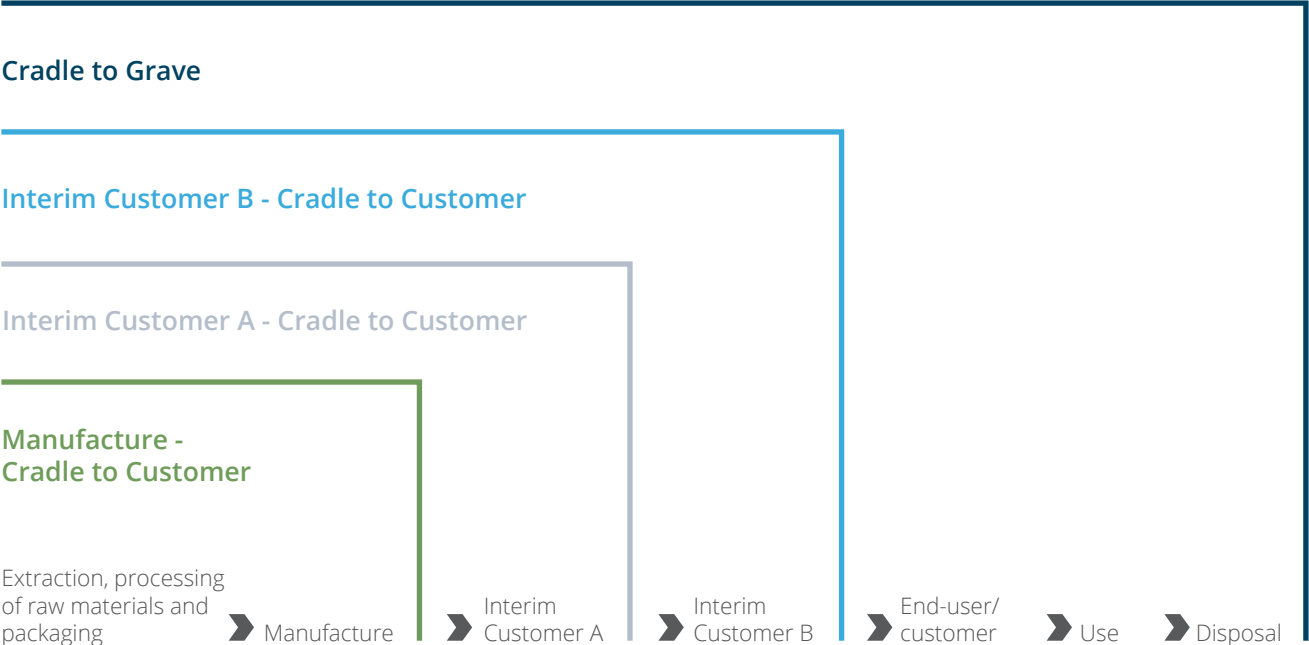 Cradle to Grave
Interim Customer B - Cradle to Customer
Interim Customer A - Cradle to Customer
Manufacture -
Cradle to Customer
Extraction, processing
of raw materials and
packaging
Manufacture
Interim
Customer A
Interim
Customer B
End-user/
customer
Use
Disposal